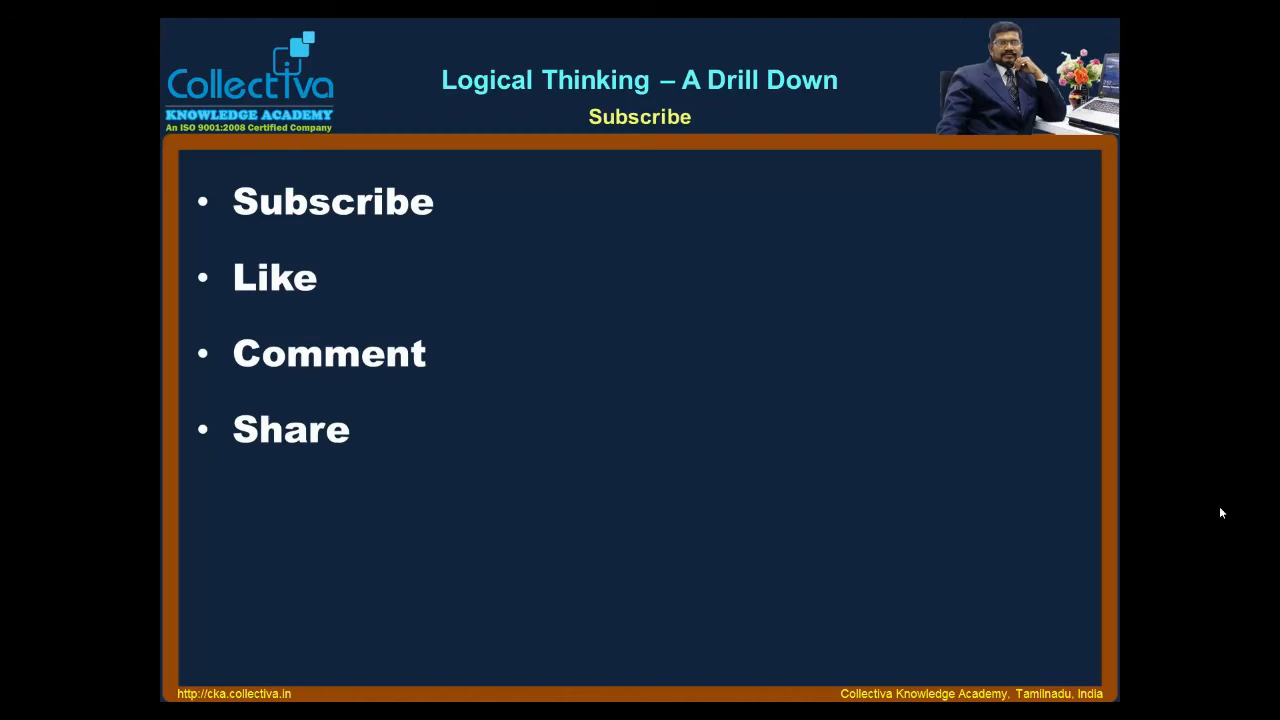 Collectiva
KNOWLEDGE ACADEMY
An ISO 9001:2008 Certified Company
Logical Thinking – A Drill Down
Subscribe
• Subscribe
• Like
• Comment
• Share
http://cka.collectiva.in
Collectiva Knowledge Academy, Tamilnadu, India